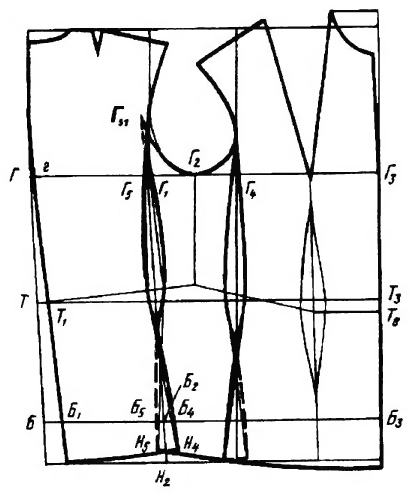 Г₅₁
Г₂
Г г Г₅ Г₁ Г₄ Г₃
Т Т₁ Т₃
Т₈
Б₂
Б Б₁ Б₅ Б₄ Б₃
Н₅ Н₄
Н₂